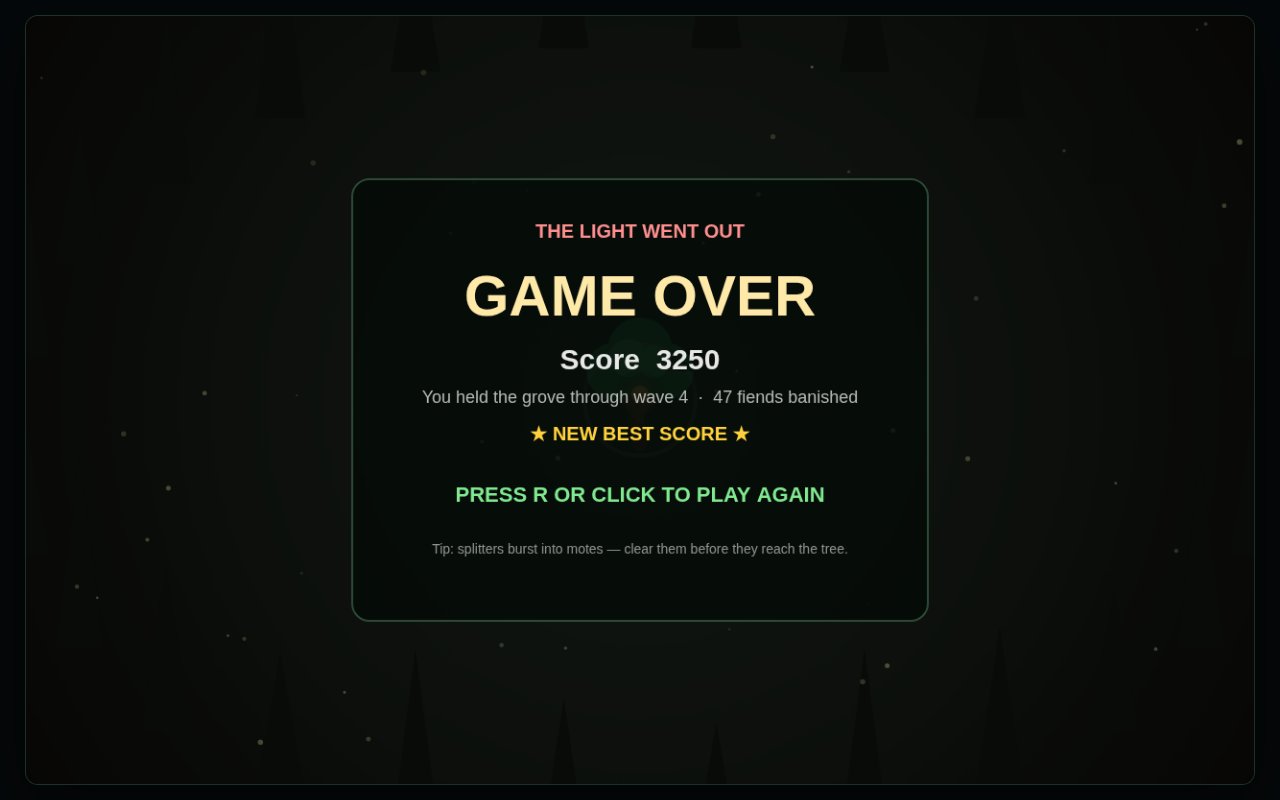 THE LIGHT WENT OUT
GAME OVER
Score 3250
You held the grove through wave 4 · 47 fiends banished
★ NEW BEST SCORE ★
PRESS R OR CLICK TO PLAY AGAIN
Tip: splitters burst into motes — clear them before they reach the tree.